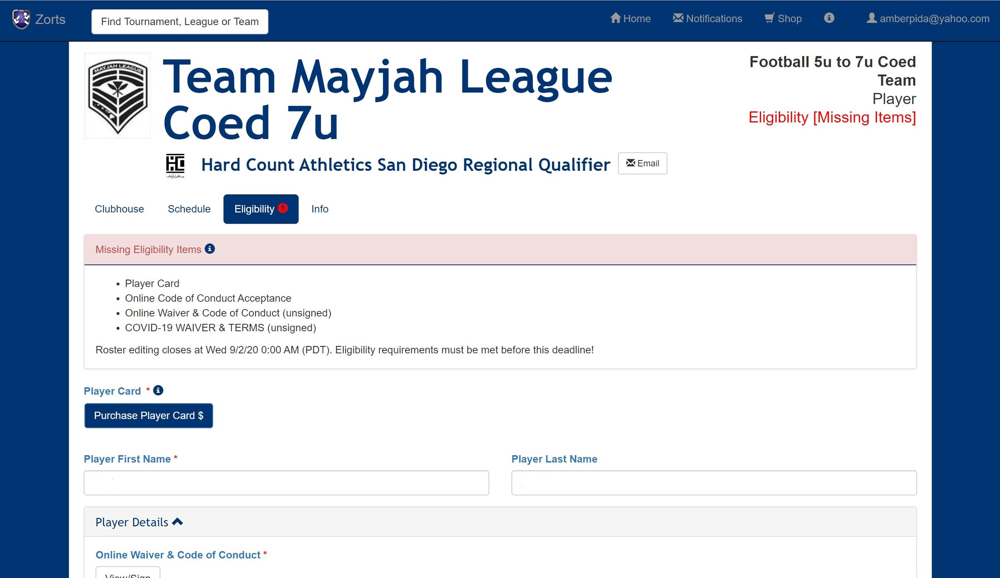 Zorts
Find Tournament, League or Team
Home
Notifications
Shop
amberpida@yahoo.com
MAYJAH LEAGUE
Team Mayjah League
Coed 7u
Football 5u to 7u Coed
Team
Player
Eligibility [Missing Items]
HC
Athletics
Hard Count Athletics San Diego Regional Qualifier
Email
Clubhouse
Schedule
Eligibility
Info
Missing Eligibility Items
Player Card
Online Code of Conduct Acceptance
Online Waiver & Code of Conduct (unsigned)
COVID-19 WAIVER & TERMS (unsigned)
Roster editing closes at Wed 9/2/20 0:00 AM (PDT). Eligibility requirements must be met before this deadline!
Player Card *
Purchase Player Card $
Player First Name *
Player Last Name
Player Details
Online Waiver & Code of Conduct *
View/Sign